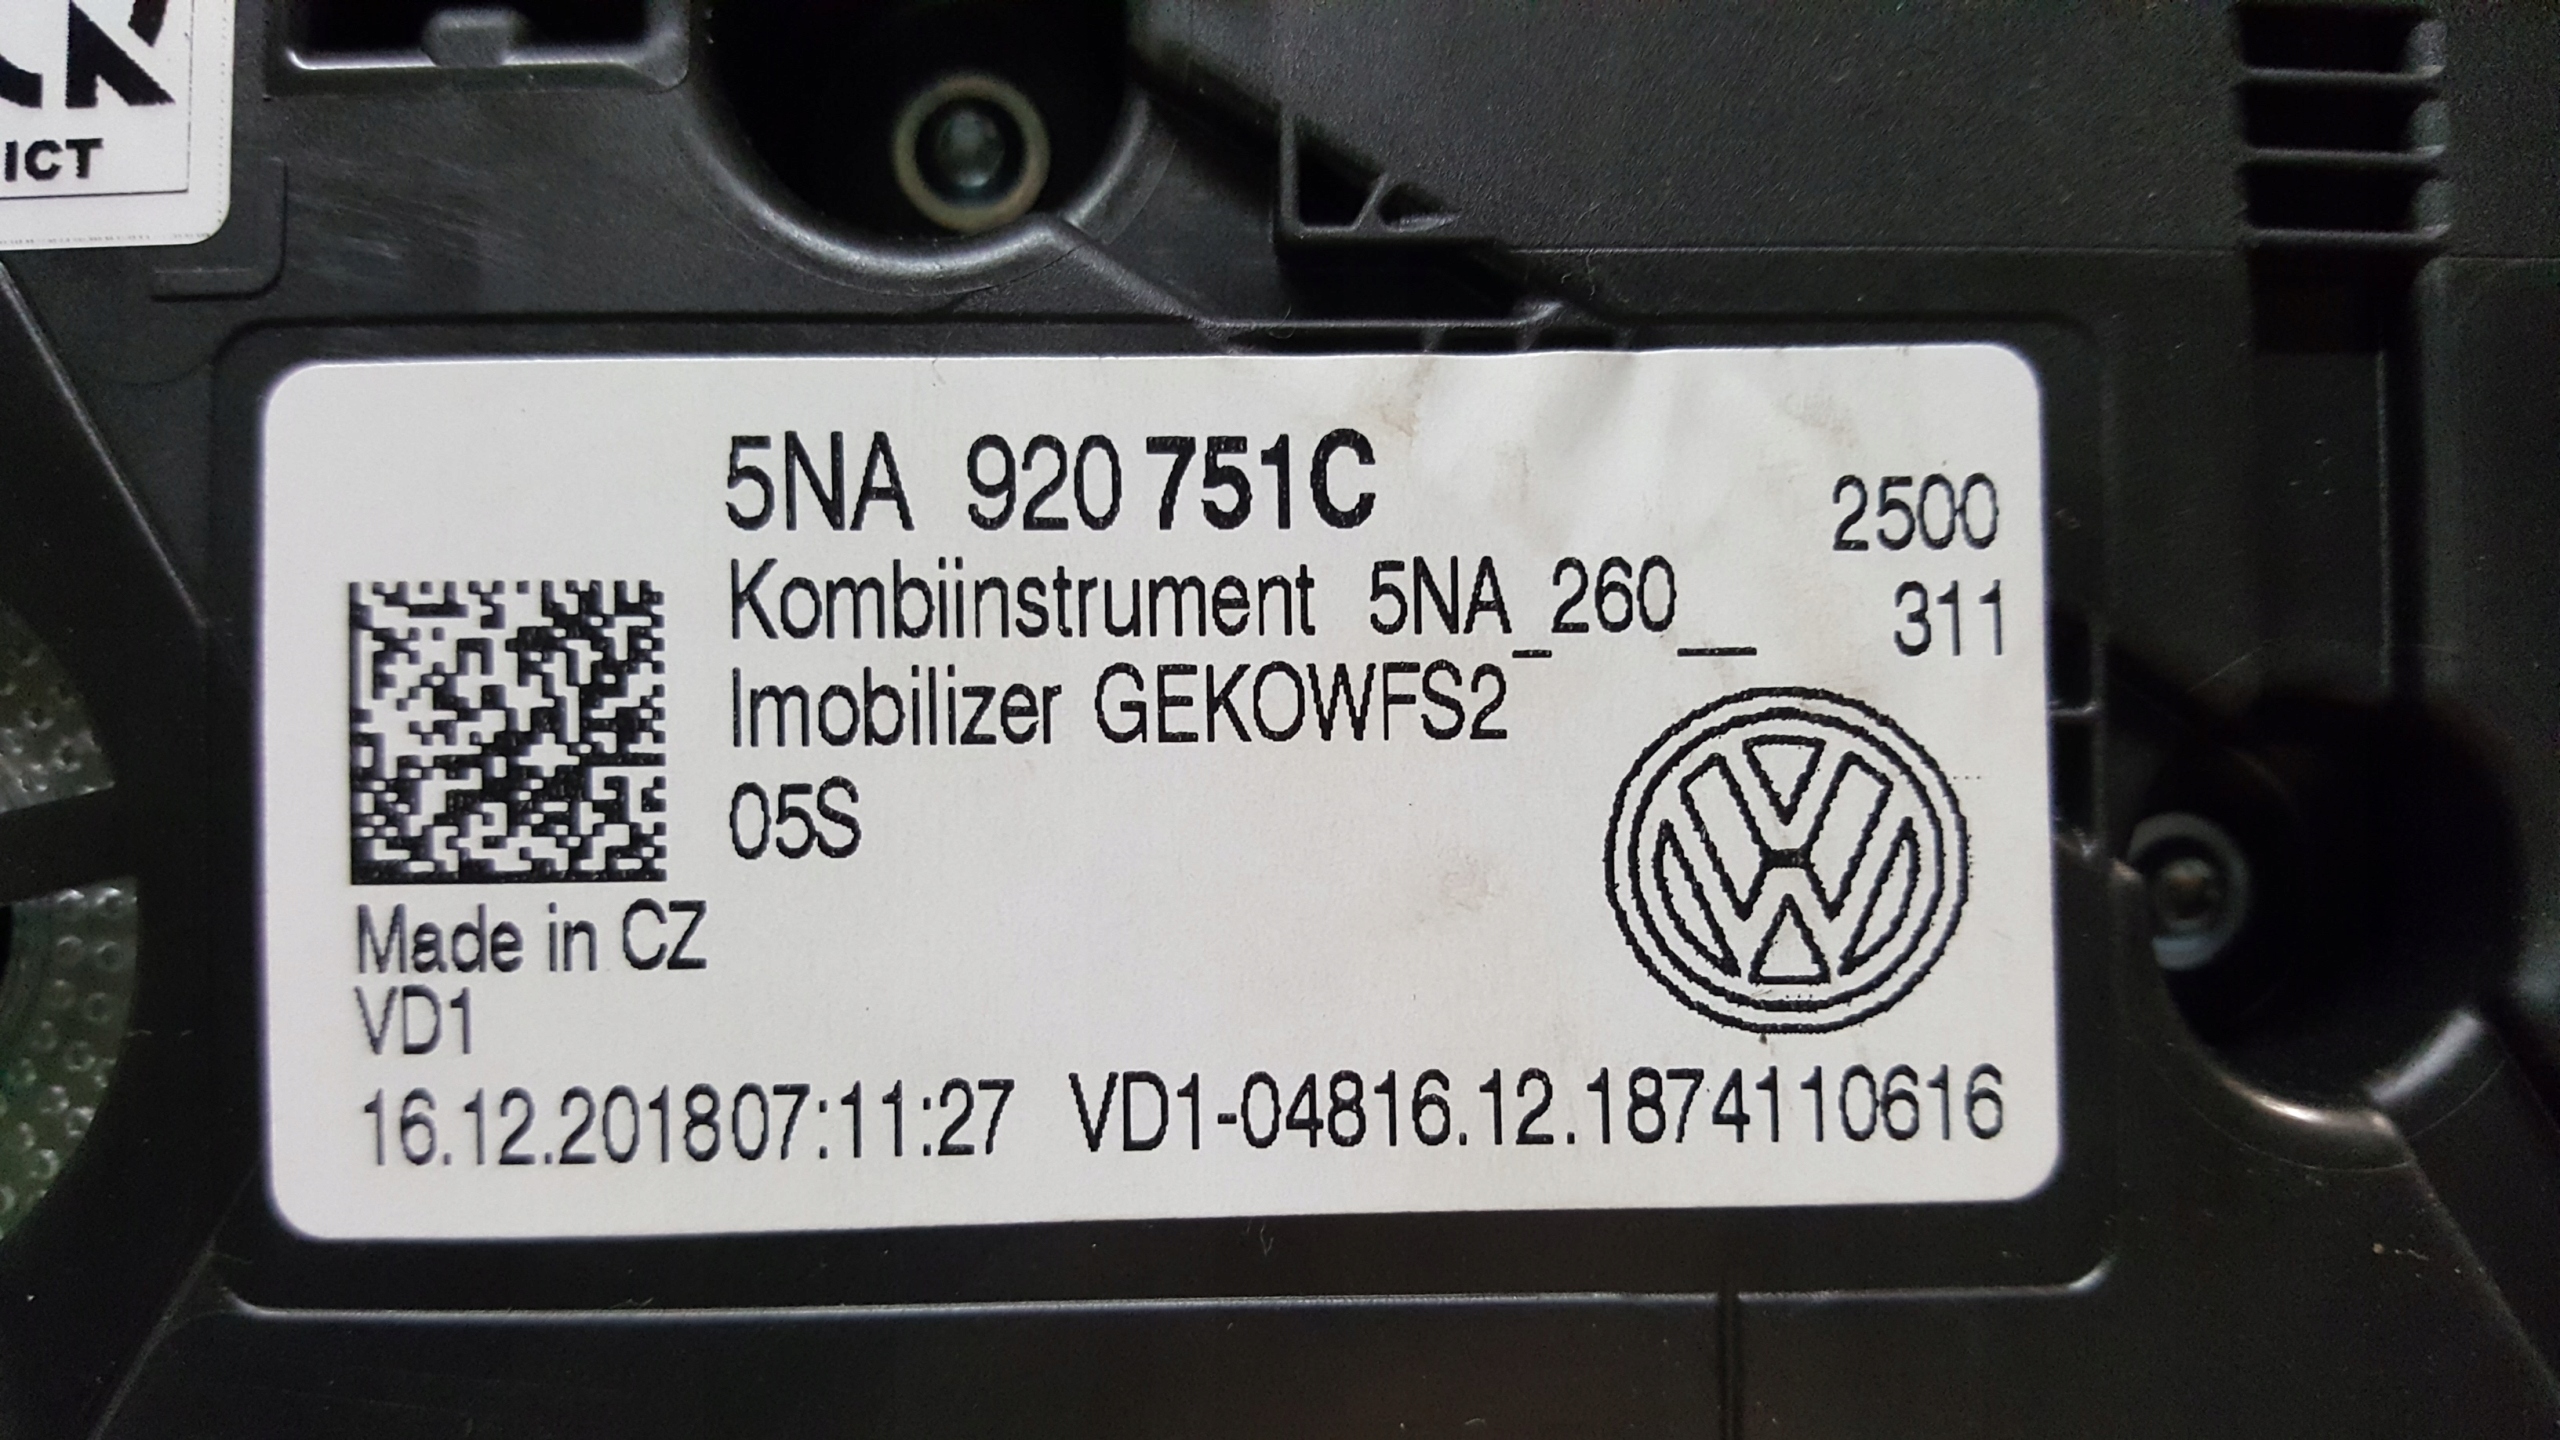 ICT
5NA 920 751C
2500
Kombiinstrument 5NA_260__
311
Imobilizer GEKOWFS2
05S
Made in CZ
VD1
16.12.201807:11:27 VD1-04816.12.1874110616